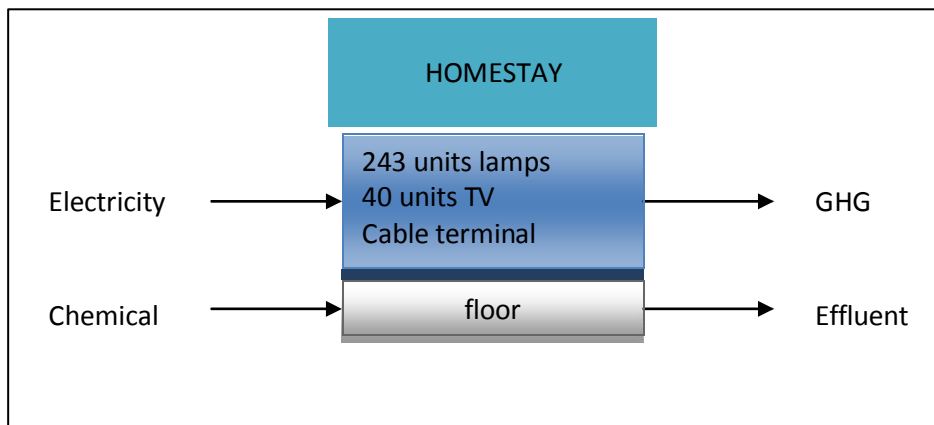 HOMESTAY
243 units lamps
40 units TV
Cable terminal
Electricity
GHG
floor
Chemical
Effluent